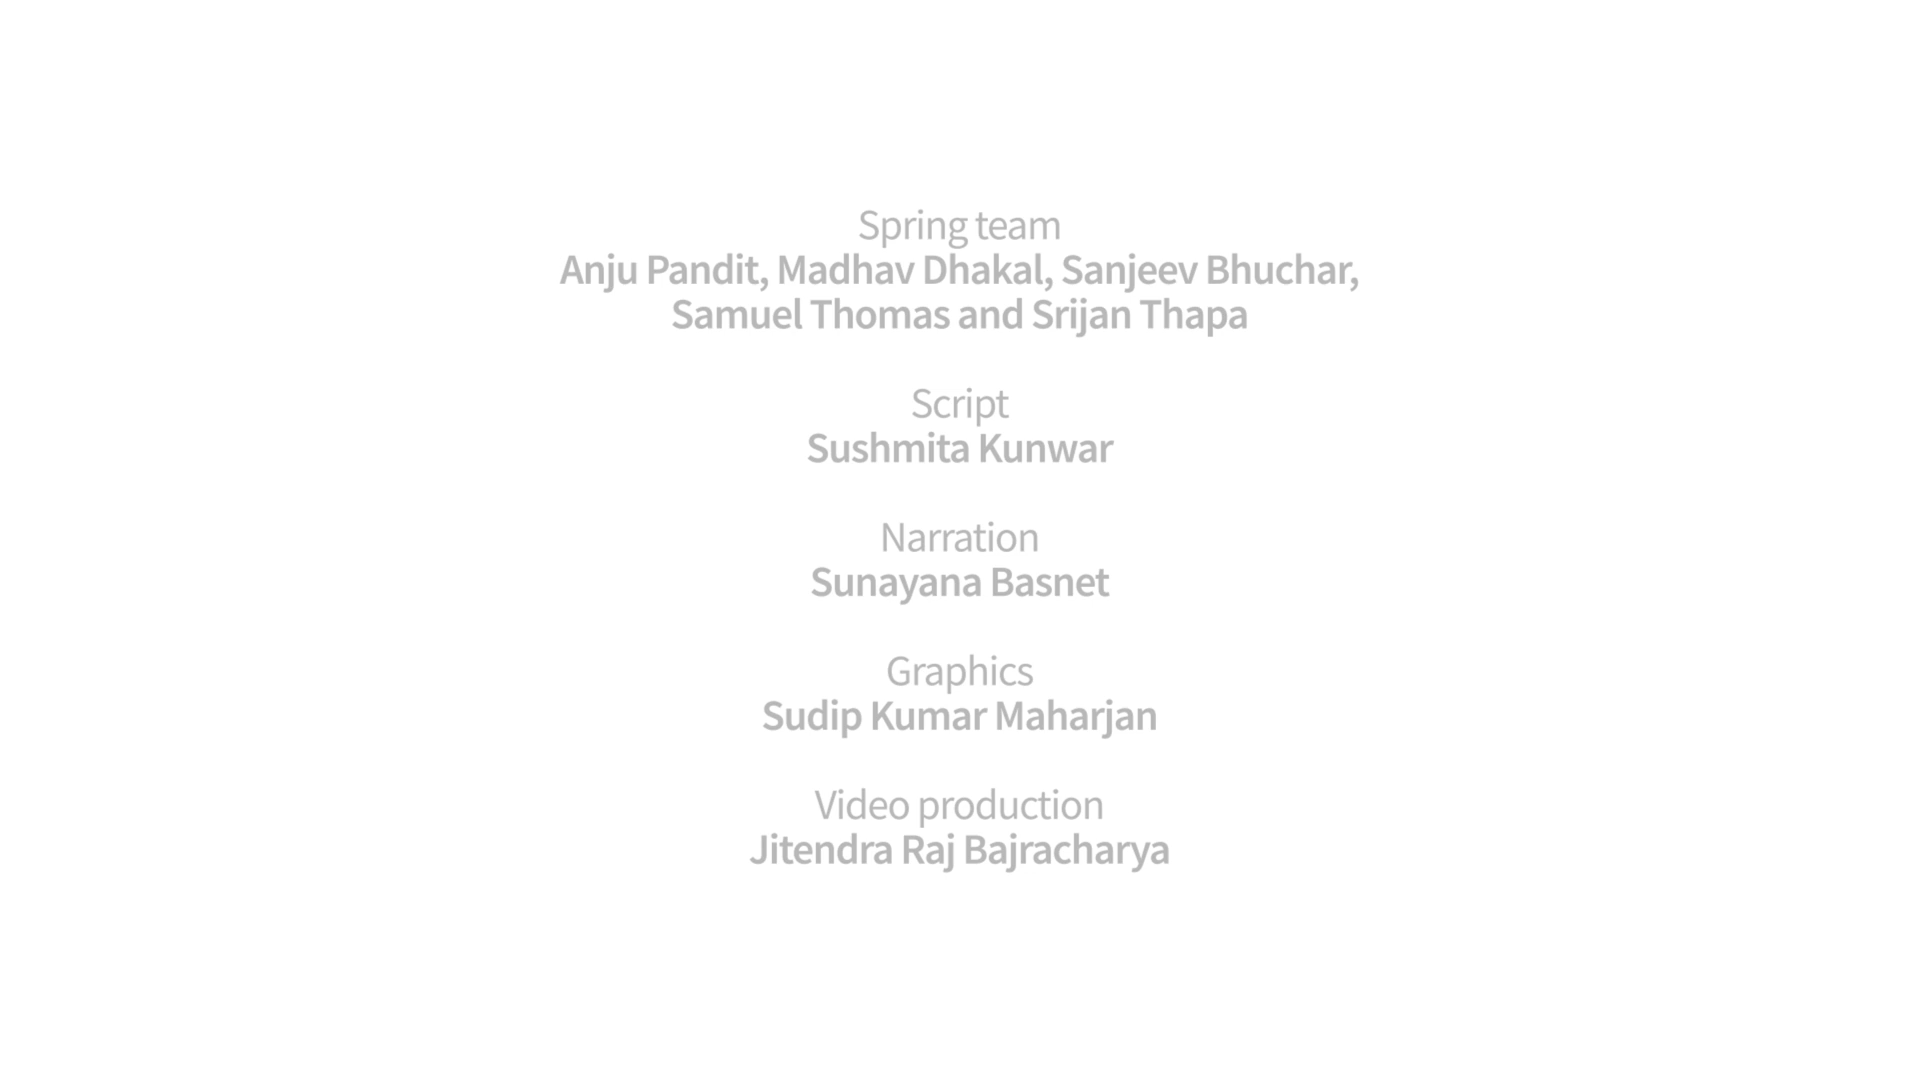 Spring team
Anju Pandit, Madhav Dhakal, Sanjeev Bhuchar,
Samuel Thomas and Srijan Thapa
Script
Sushmita Kunwar
Narration
Sunayana Basnet
Graphics
Sudip Kumar Maharjan
Video production
Jitendra Raj Bajracharya